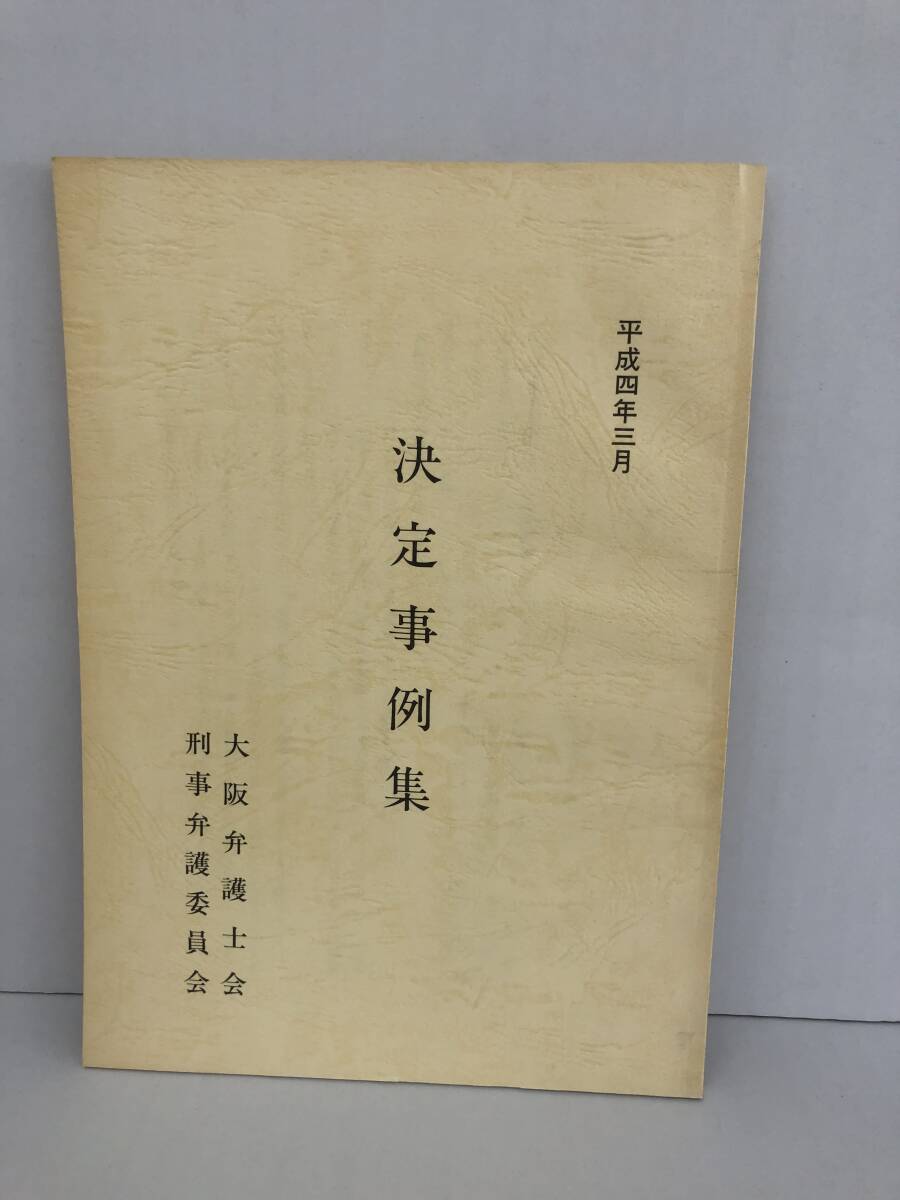 平成四年三月
決定事例集
大阪弁護士会
刑事弁護委員会